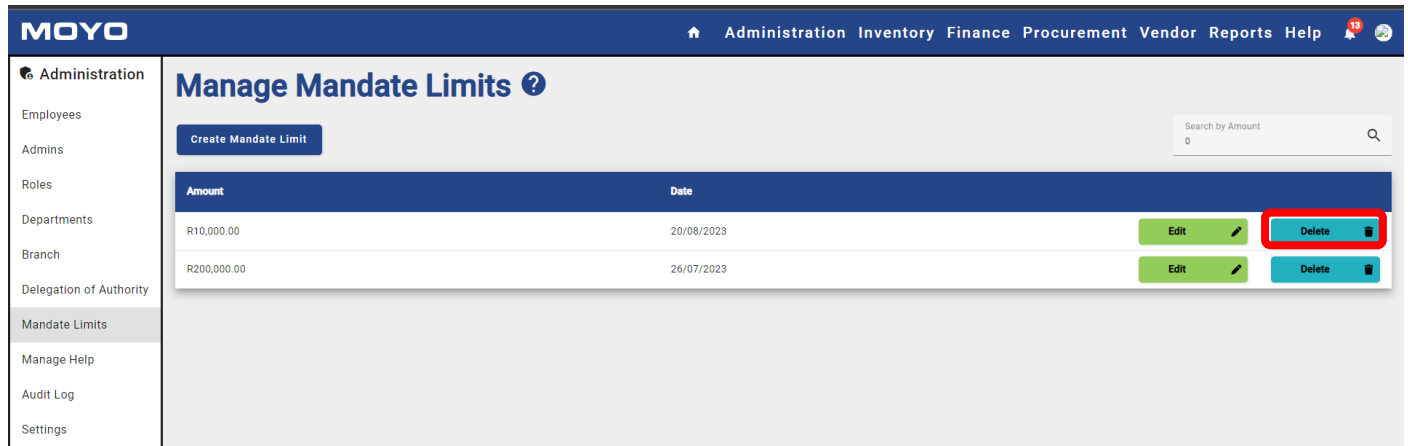 MOYO
Administration Inventory Finance Procurement Vendor Reports Help 13
Administration
Employees
Admins
Roles
Departments
Branch
Delegation of Authority
Mandate Limits
Manage Help
Audit Log
Settings
Manage Mandate Limits ?
Create Mandate Limit
Search by Amount
0
Amount Date
R10,000.00 20/08/2023 Edit Delete
R200,000.00 26/07/2023 Edit Delete